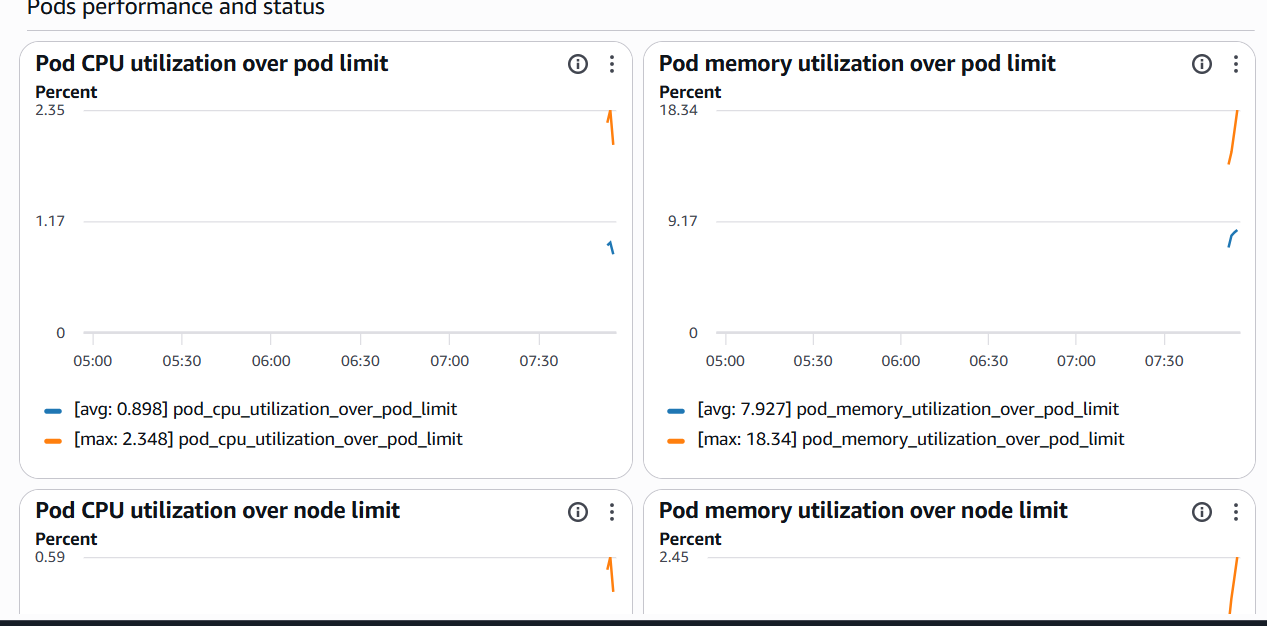 Pods performance and status
Pod CPU utilization over pod limit
Percent
2.35
1.17
0
05:00 05:30 06:00 06:30 07:00 07:30
[avg: 0.898] pod_cpu_utilization_over_pod_limit
[max: 2.348] pod_cpu_utilization_over_pod_limit
Pod memory utilization over pod limit
Percent
18.34
9.17
0
05:00 05:30 06:00 06:30 07:00 07:30
[avg: 7.927] pod_memory_utilization_over_pod_limit
[max: 18.34] pod_memory_utilization_over_pod_limit
Pod CPU utilization over node limit
Percent
0.59
Pod memory utilization over node limit
Percent
2.45